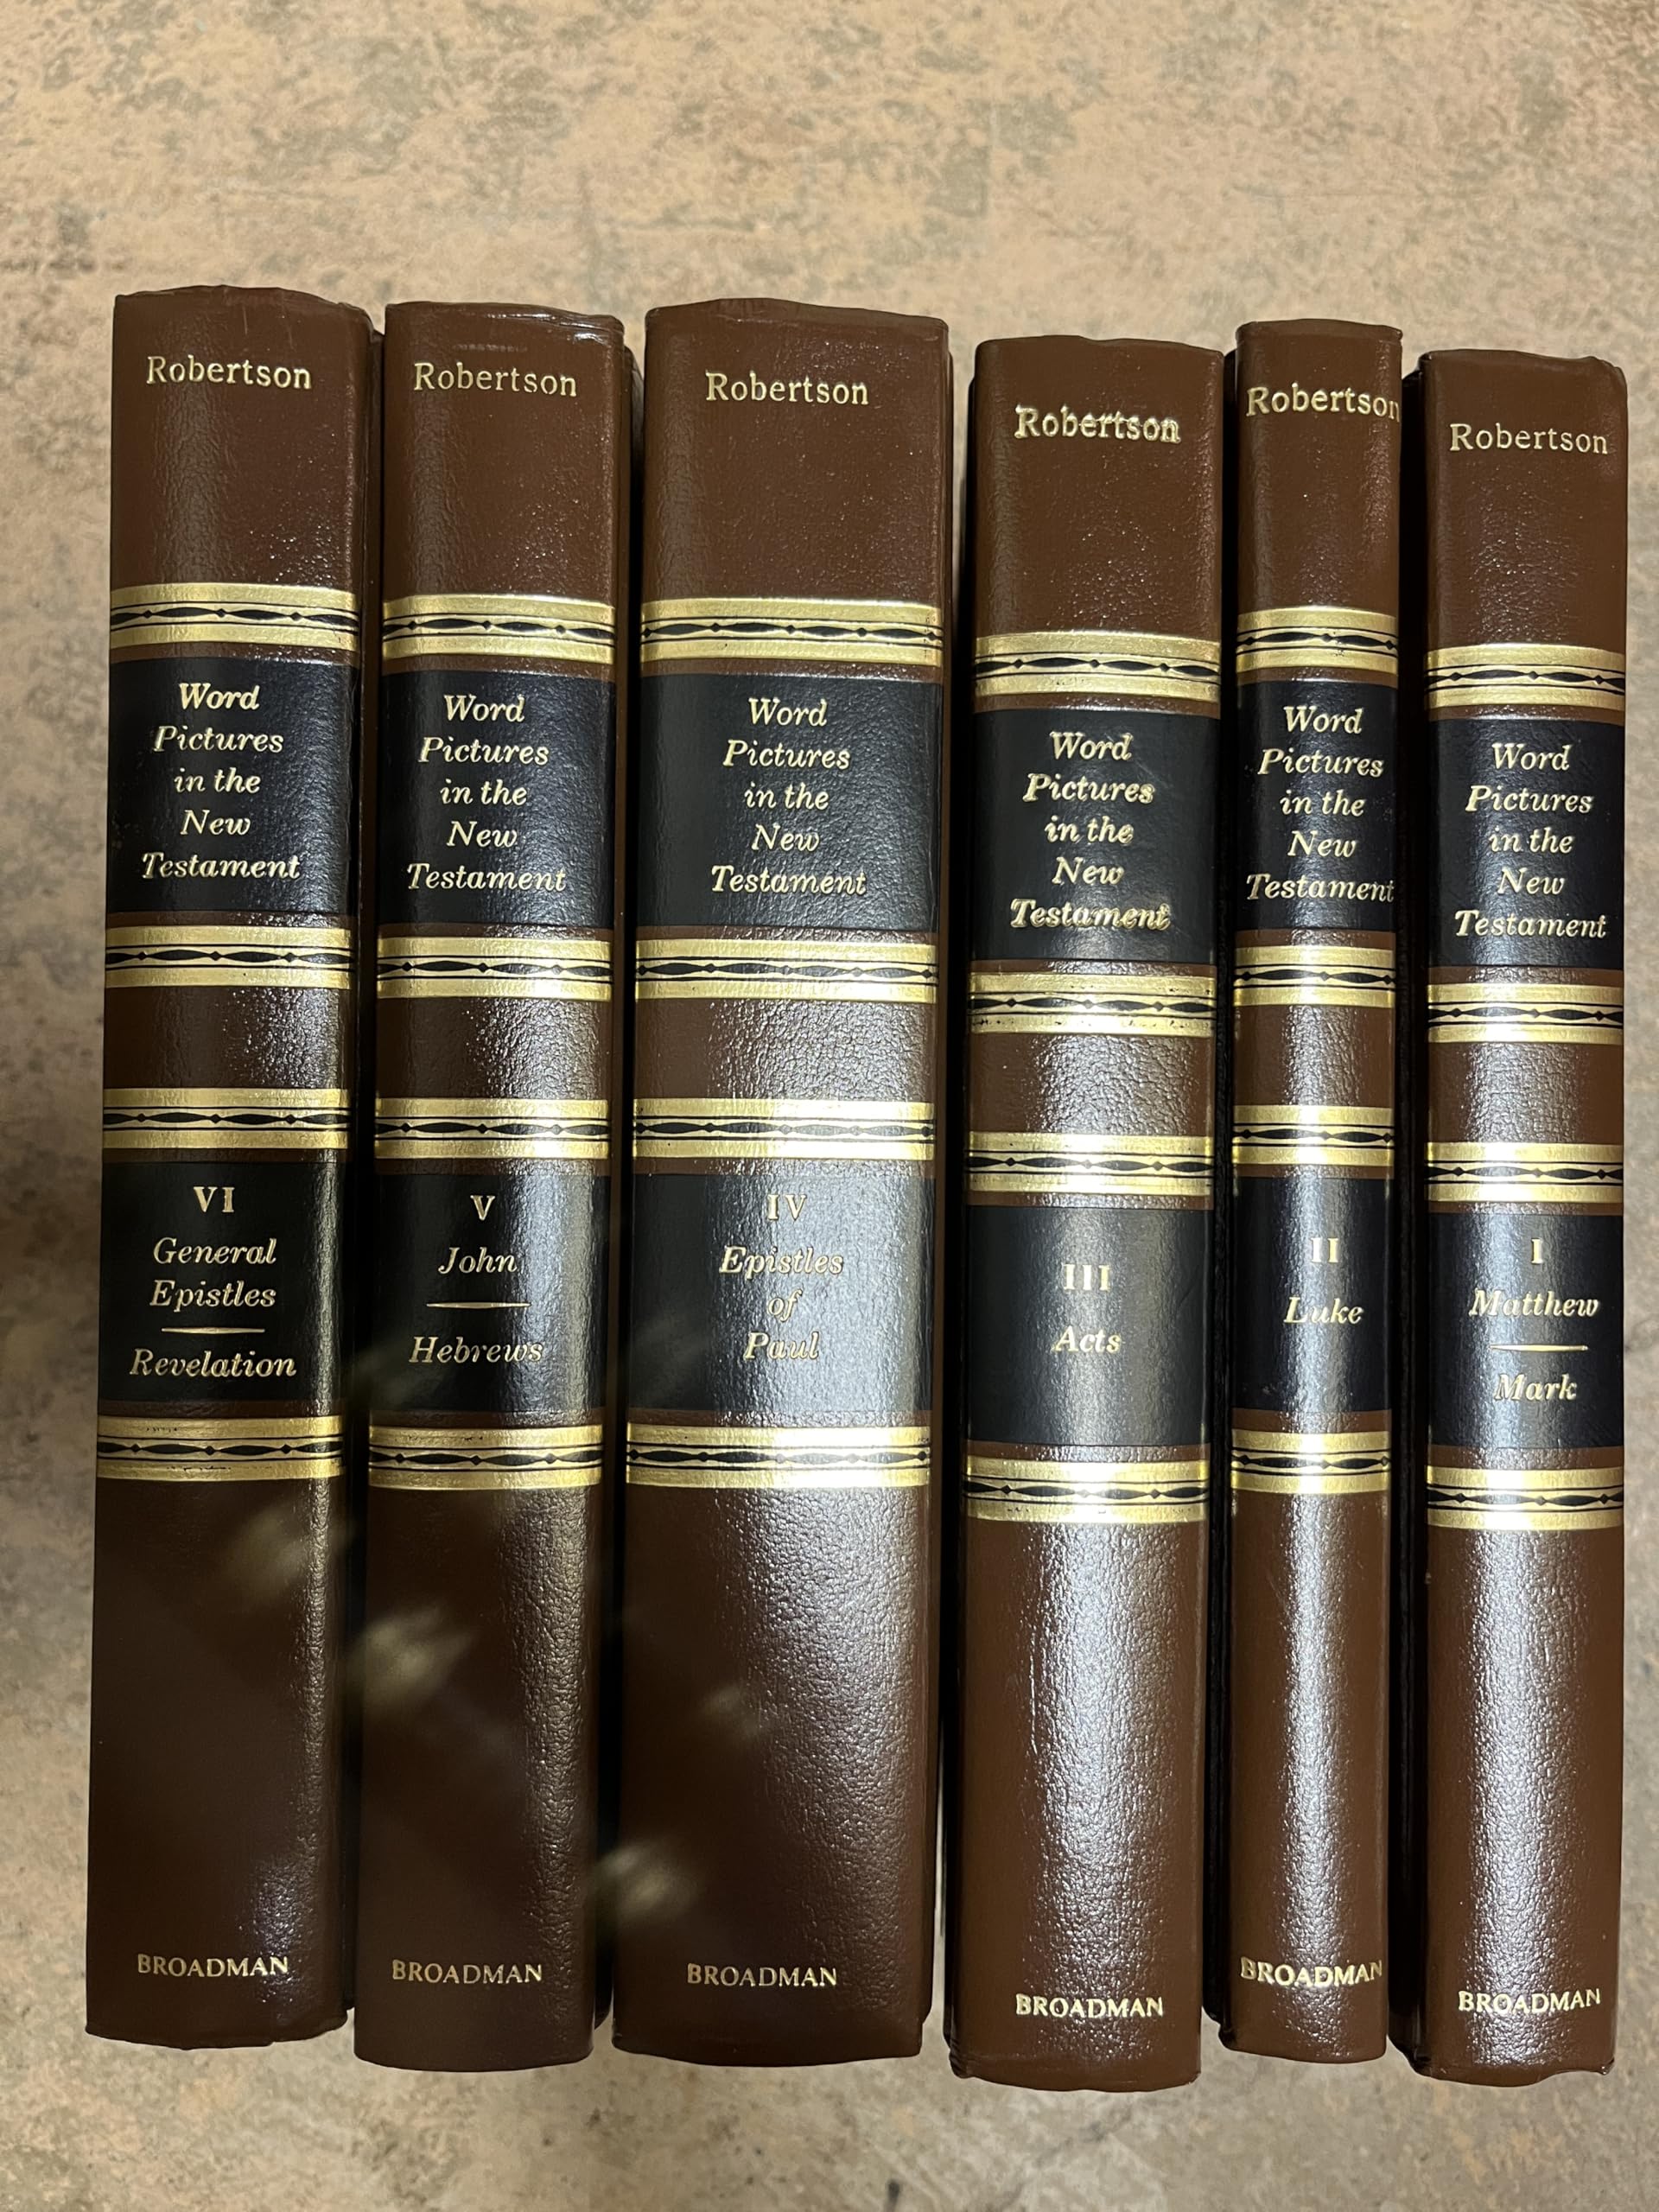 Robertson
Word
Pictures
in the
New
Testament
VI
General
Epistles
Revelation
BROADMAN
Robertson
Word
Pictures
in the
New
Testament
V
John
Hebrews
BROADMAN
Robertson
Word
Pictures
in the
New
Testament
IV
Epistles
of
Paul
BROADMAN
Robertson
Word
Pictures
in the
New
Testament
III
Acts
BROADMAN
Robertson
Word
Pictures
in the
New
Testament
II
Luke
BROADMAN
Robertson
Word
Pictures
in the
New
Testament
I
Matthew
Mark
BROADMAN